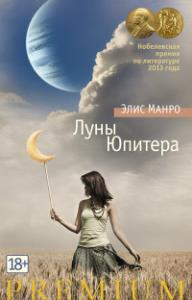 Нобелевская
премия
по литературе
2013 года
ЭЛИС МАНРО
Луны
Юпитера
18+
PREMIUM